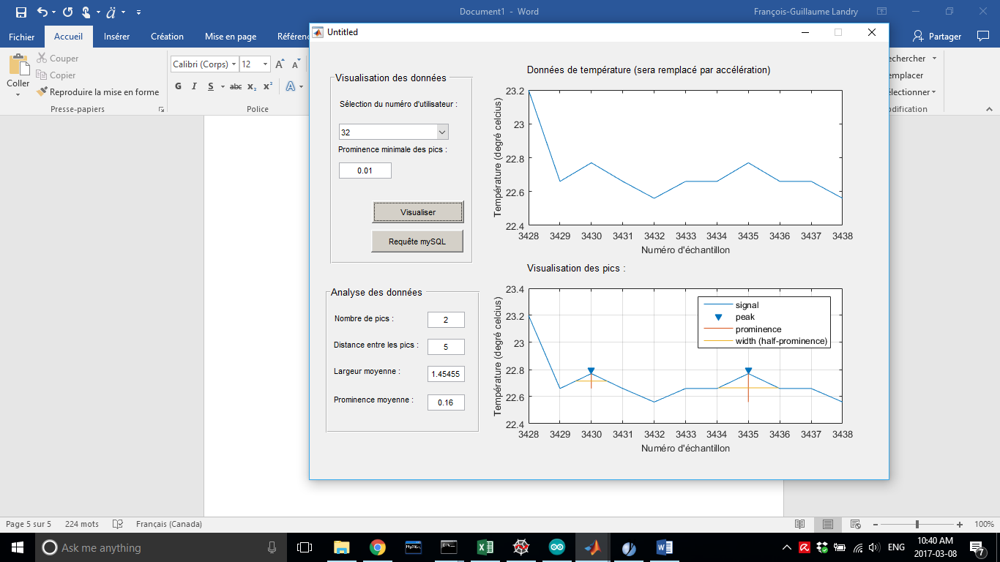 Document1 - Word
François-Guillaume Landry
Fichier
Accueil
Insérer
Création
Mise en page
Référenc
Partager
Coller
Couper
Copier
Reproduire la mise en forme
Presse-papiers
Calibri (Corps)
12
G I S abc x₂ x²
Police
echercher
emplacer
électionner
odification
Untitled
Visualisation des données
Sélection du numéro d'utilisateur :
32
Prominence minimale des pics :
0.01
Visualiser
Requête mySQL
Analyse des données
Nombre de pics :
2
Distance entre les pics :
5
Largeur moyenne :
1.45455
Prominence moyenne :
0.16
Données de température (sera remplacé par accélération)
Température (degré celcius)
23.2
23
22.8
22.6
22.4
3428 3429 3430 3431 3432 3433 3434 3435 3436 3437 3438
Numéro d'échantillon
Visualisation des pics :
Température (degré celcius)
23.4
23.2
23
22.8
22.6
22.4
signal
peak
prominence
width (half-prominence)
3428 3429 3430 3431 3432 3433 3434 3435 3436 3437 3438
Numéro d'échantillon
Page 5 sur 5
224 mots
Français (Canada)
100%
Ask me anything
ENG
10:40 AM
2017-03-08
7